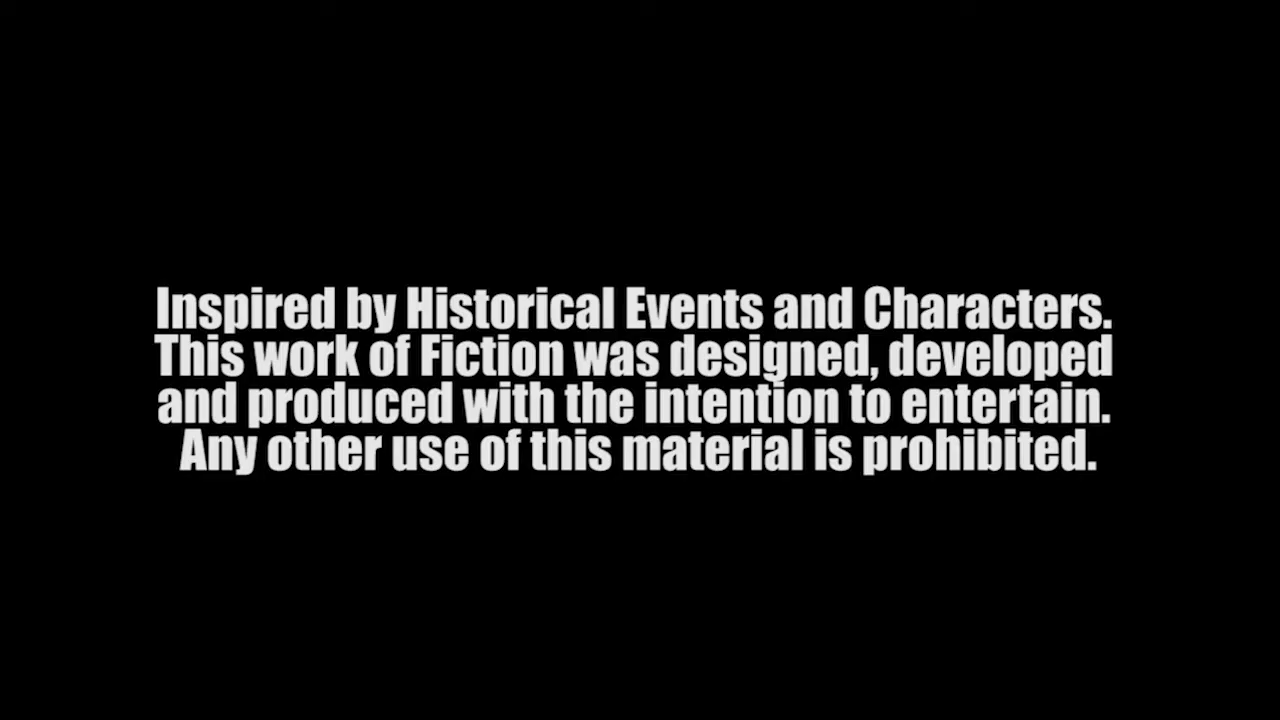 Inspired by Historical Events and Characters.
This work of Fiction was designed, developed
and produced with the intention to entertain.
Any other use of this material is prohibited.